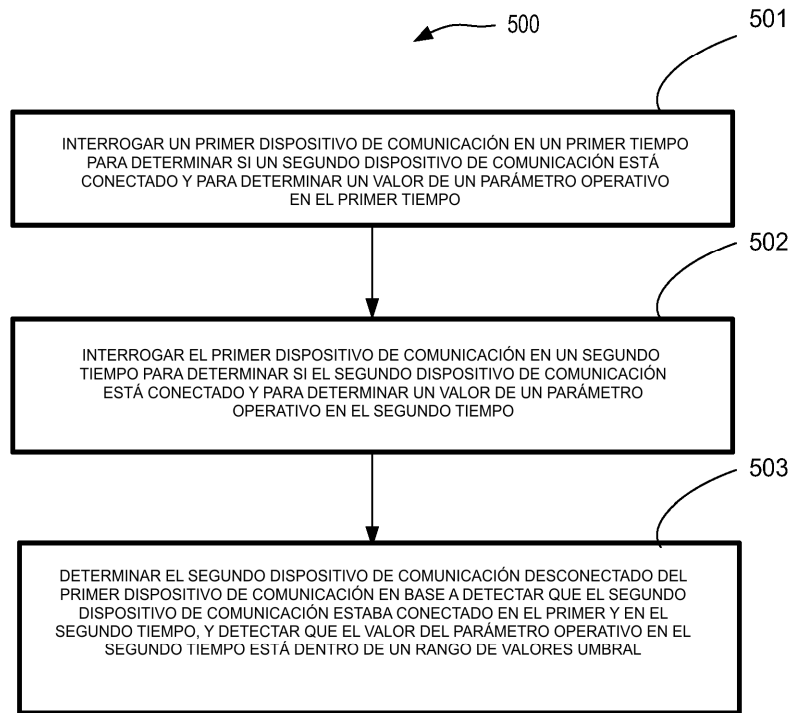 500
501
INTERROGAR UN PRIMER DISPOSITIVO DE COMUNICACIÓN EN UN PRIMER TIEMPO
PARA DETERMINAR SI UN SEGUNDO DISPOSITIVO DE COMUNICACIÓN ESTÁ
CONECTADO Y PARA DETERMINAR UN VALOR DE UN PARÁMETRO OPERATIVO
EN EL PRIMER TIEMPO
502
INTERROGAR EL PRIMER DISPOSITIVO DE COMUNICACIÓN EN UN SEGUNDO
TIEMPO PARA DETERMINAR SI EL SEGUNDO DISPOSITIVO DE COMUNICACIÓN
ESTÁ CONECTADO Y PARA DETERMINAR UN VALOR DE UN PARÁMETRO
OPERATIVO EN EL SEGUNDO TIEMPO
503
DETERMINAR EL SEGUNDO DISPOSITIVO DE COMUNICACIÓN DESCONECTADO DEL
PRIMER DISPOSITIVO DE COMUNICACIÓN EN BASE A DETECTAR QUE EL SEGUNDO
DISPOSITIVO DE COMUNICACIÓN ESTABA CONECTADO EN EL PRIMER Y EN EL
SEGUNDO TIEMPO, Y DETECTAR QUE EL VALOR DEL PARÁMETRO OPERATIVO EN EL
SEGUNDO TIEMPO ESTÁ DENTRO DE UN RANGO DE VALORES UMBRAL